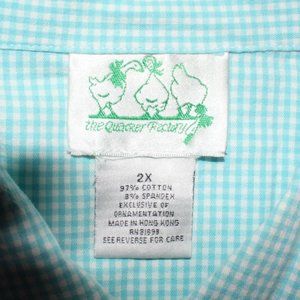 the Quacker Factory
2X
97% COTTON
3% SPANDEX
EXCLUSIVE OF
ORNAMENTATION
MADE IN HONG KONG
RN81898
SEE REVERSE FOR CARE